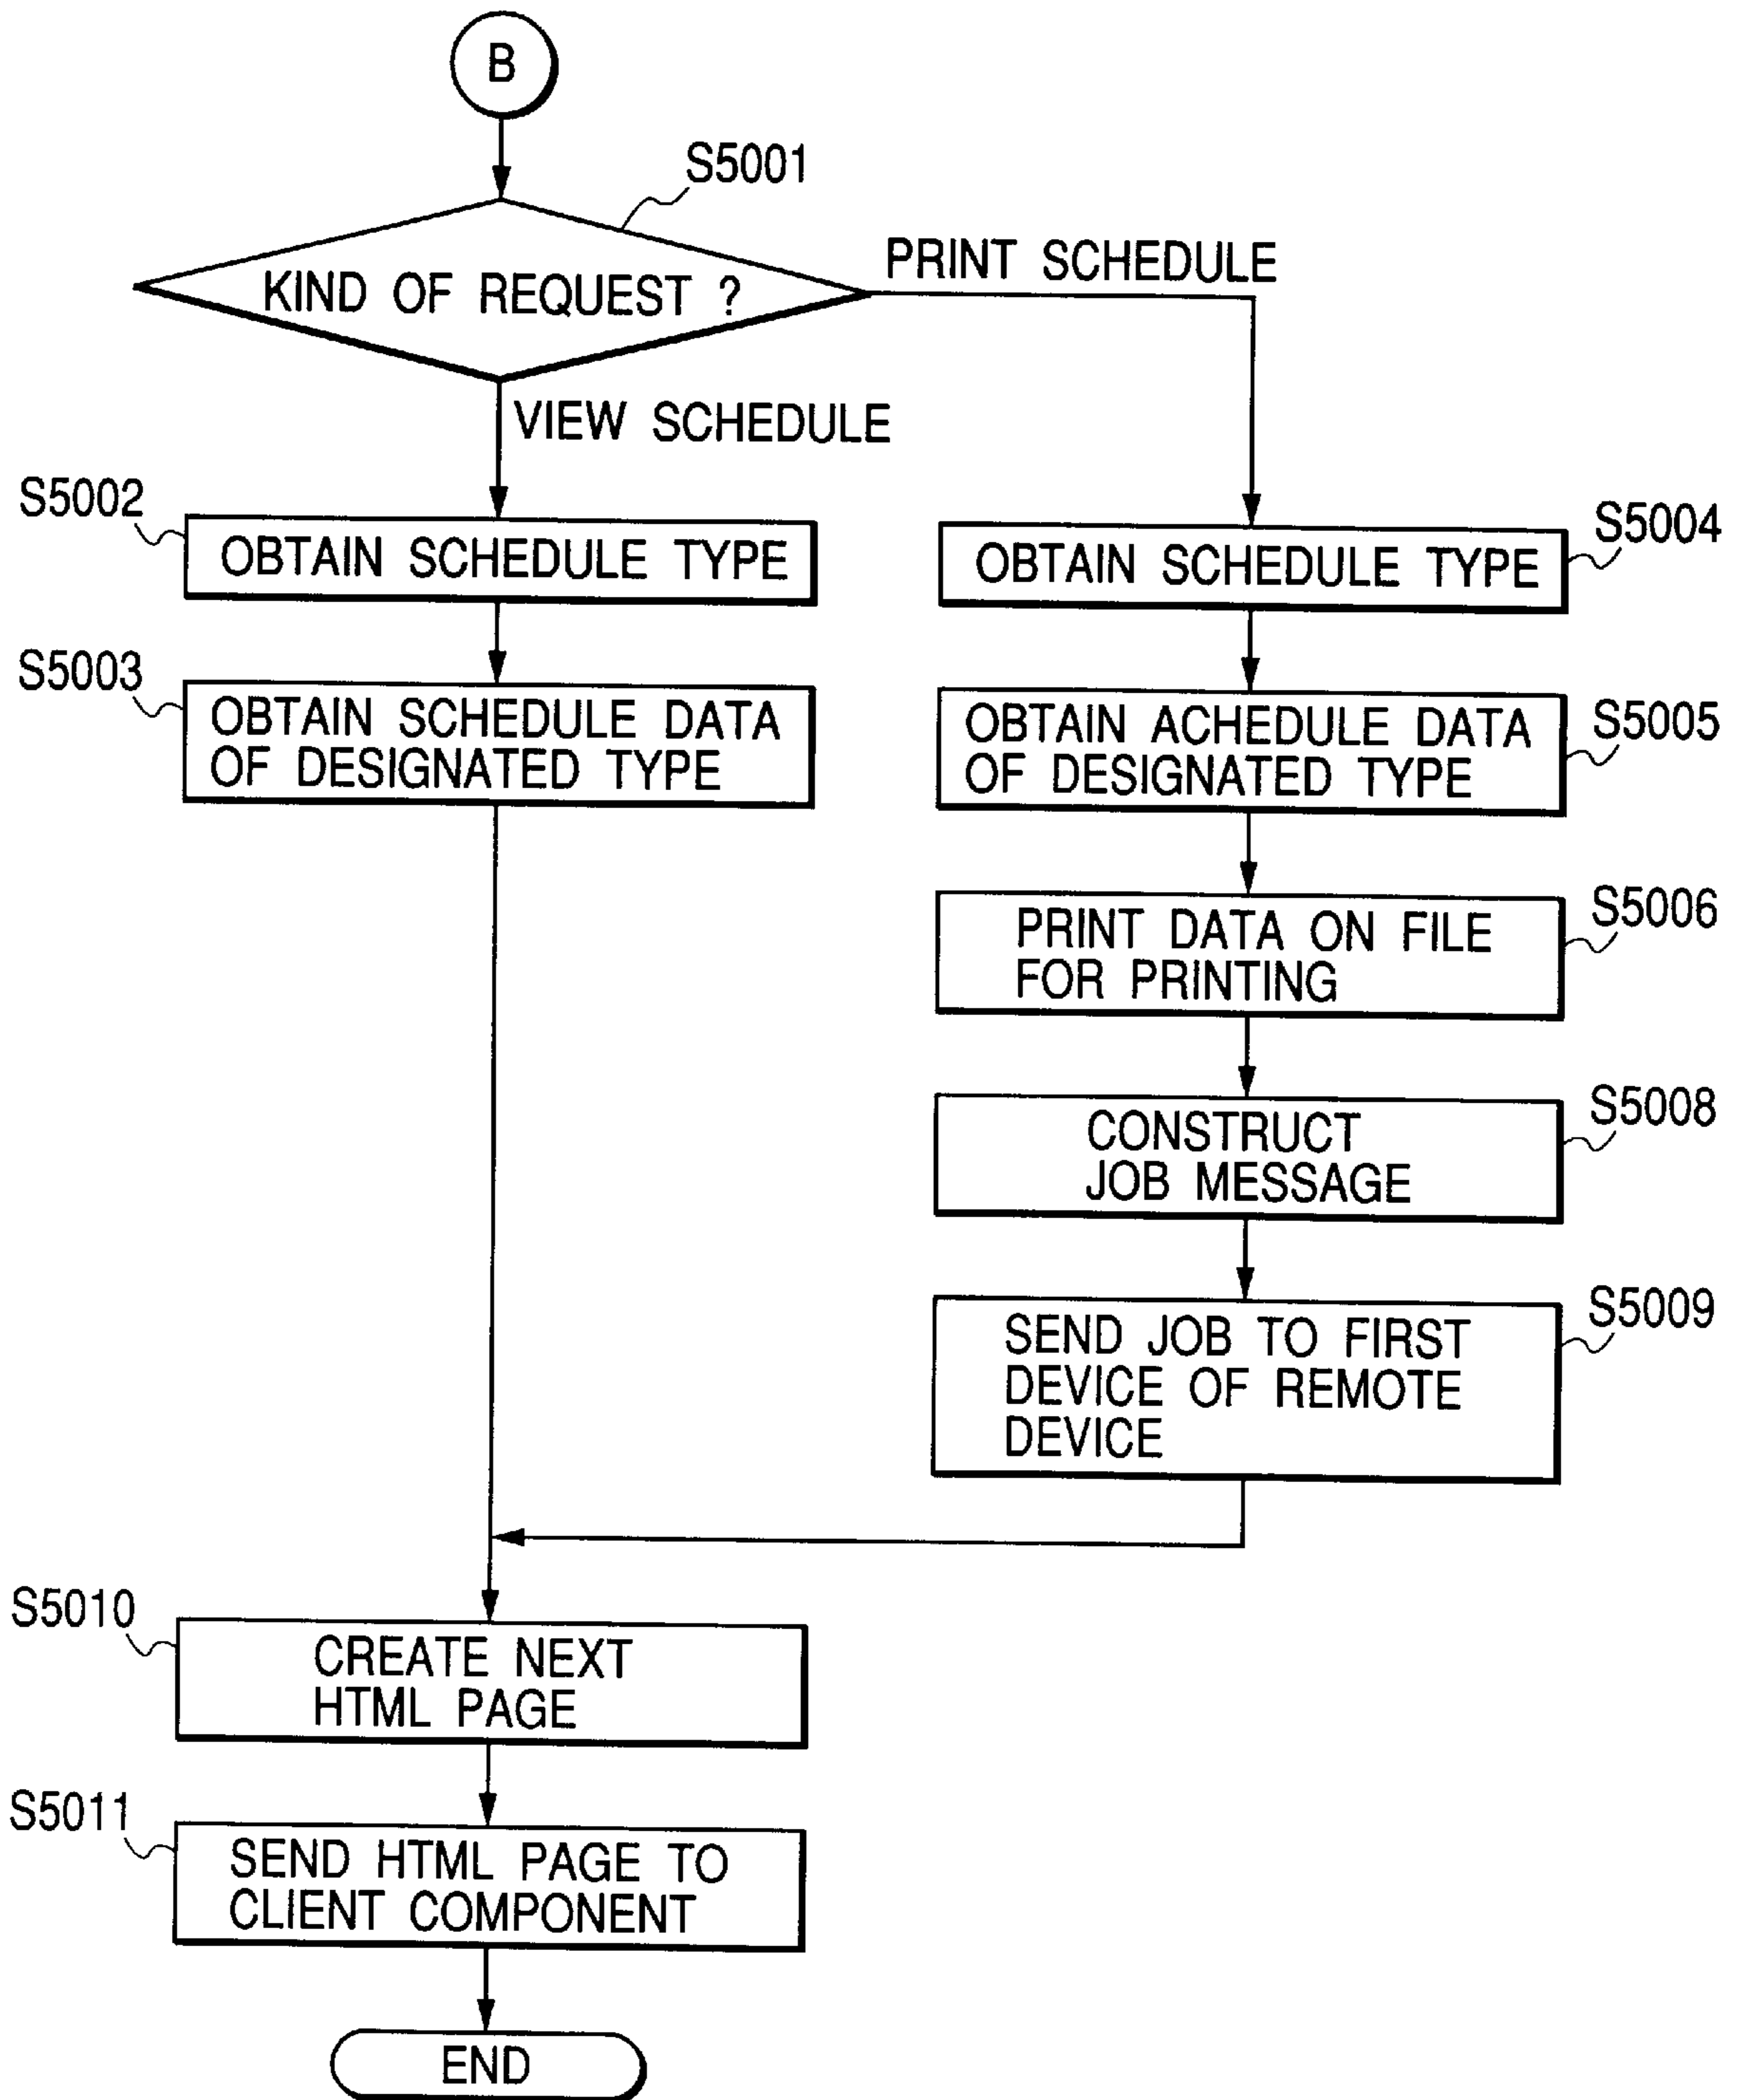 B
S5001
KIND OF REQUEST ?
PRINT SCHEDULE
VIEW SCHEDULE
S5002
OBTAIN SCHEDULE TYPE
S5004
OBTAIN SCHEDULE TYPE
S5003
OBTAIN SCHEDULE DATA
OF DESIGNATED TYPE
S5005
OBTAIN ACHEDULE DATA
OF DESIGNATED TYPE
S5006
PRINT DATA ON FILE
FOR PRINTING
S5008
CONSTRUCT
JOB MESSAGE
S5009
SEND JOB TO FIRST
DEVICE OF REMOTE
DEVICE
S5010
CREATE NEXT
HTML PAGE
S5011
SEND HTML PAGE TO
CLIENT COMPONENT
END